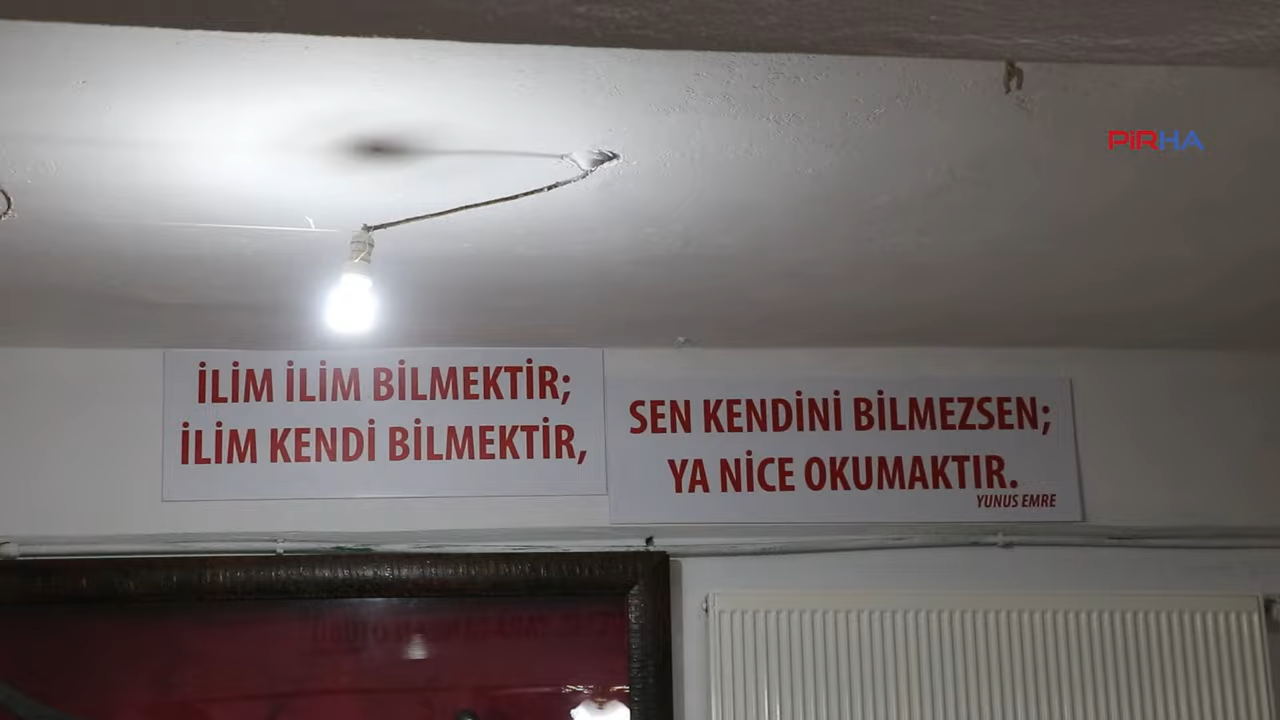 PİRHA
İLİM İLİM BİLMEKTİR;
İLİM KENDİ BİLMEKTİR,
SEN KENDİNİ BİLMEZSEN;
YA NİCE OKUMAKTIR.
YUNUS EMRE